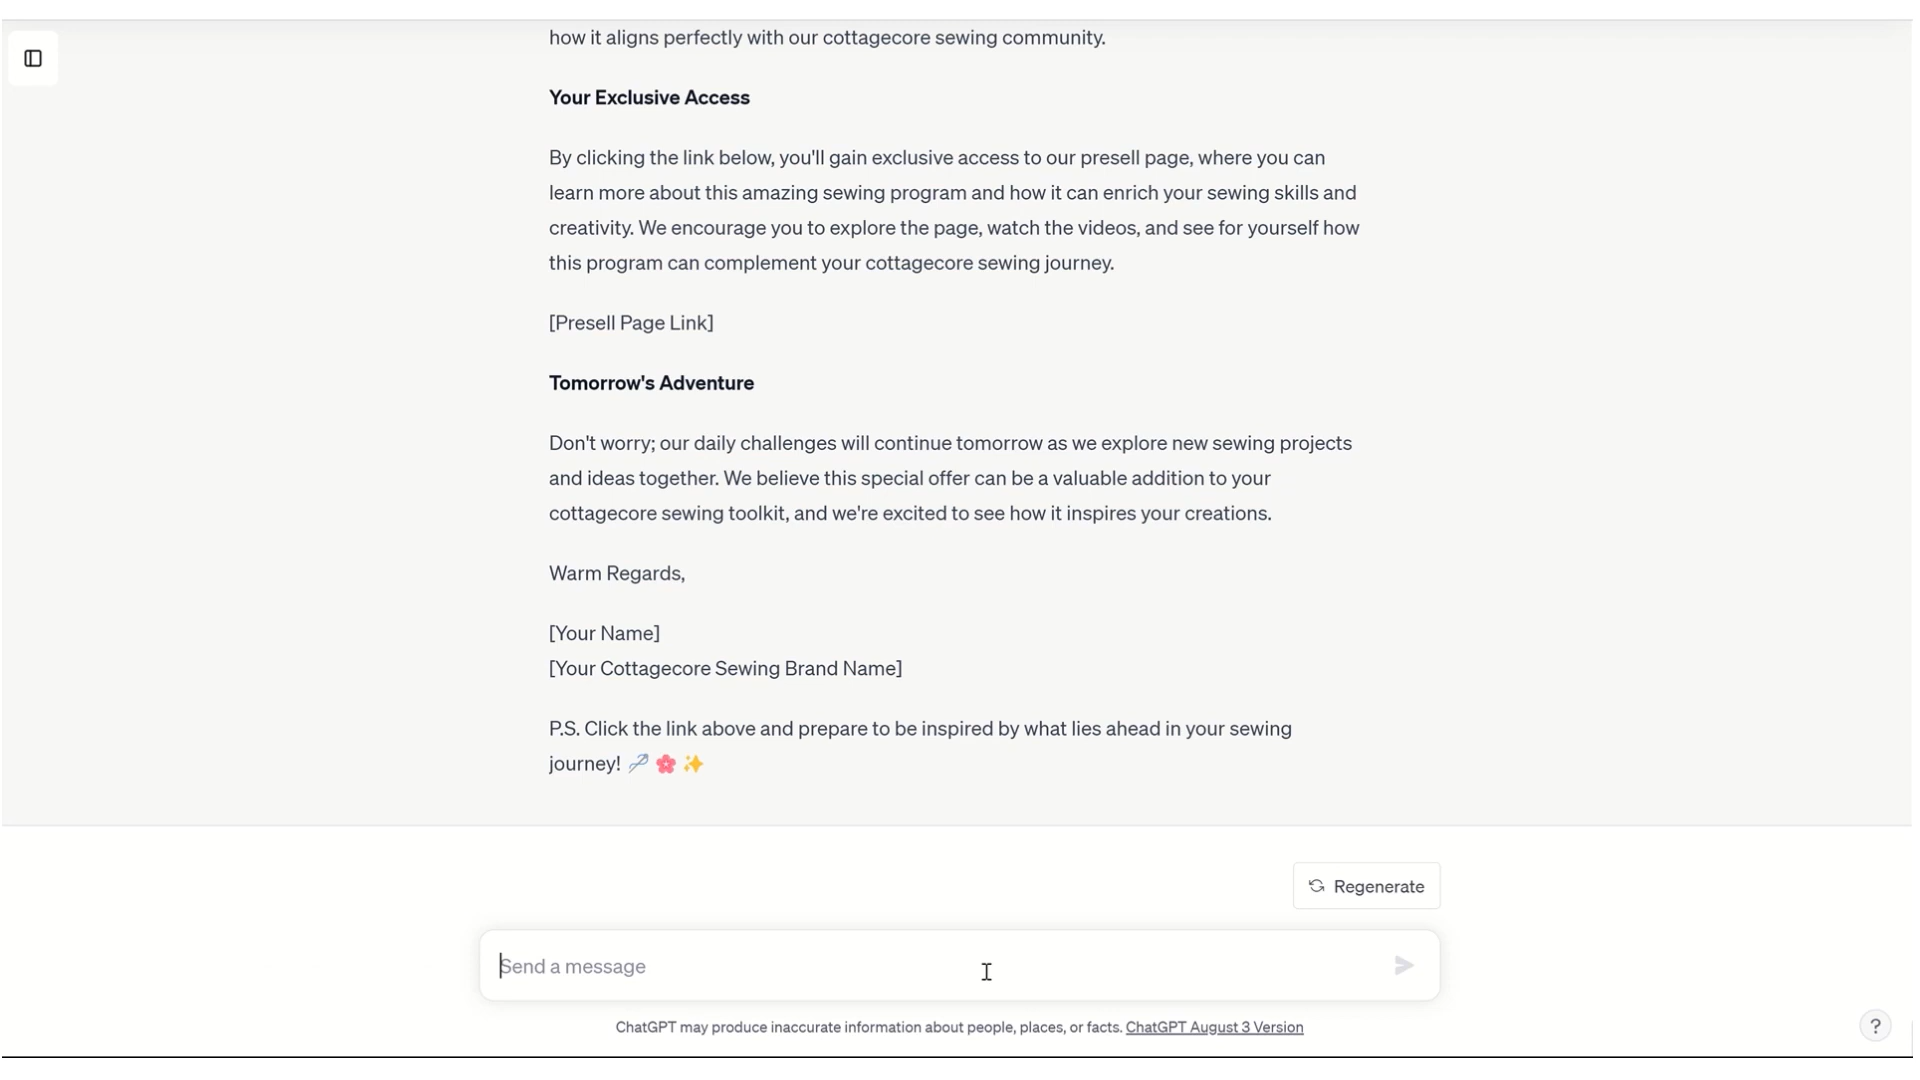 how it aligns perfectly with our cottagecore sewing community.
Your Exclusive Access
By clicking the link below, you'll gain exclusive access to our presell page, where you can
learn more about this amazing sewing program and how it can enrich your sewing skills and
creativity. We encourage you to explore the page, watch the videos, and see for yourself how
this program can complement your cottagecore sewing journey.
[Presell Page Link]
Tomorrow's Adventure
Don't worry; our daily challenges will continue tomorrow as we explore new sewing projects
and ideas together. We believe this special offer can be a valuable addition to your
cottagecore sewing toolkit, and we're excited to see how it inspires your creations.
Warm Regards,
[Your Name]
[Your Cottagecore Sewing Brand Name]
P.S. Click the link above and prepare to be inspired by what lies ahead in your sewing
journey! 🪡🌸✨
Regenerate
Send a message
ChatGPT may produce inaccurate information about people, places, or facts. ChatGPT August 3 Version
?